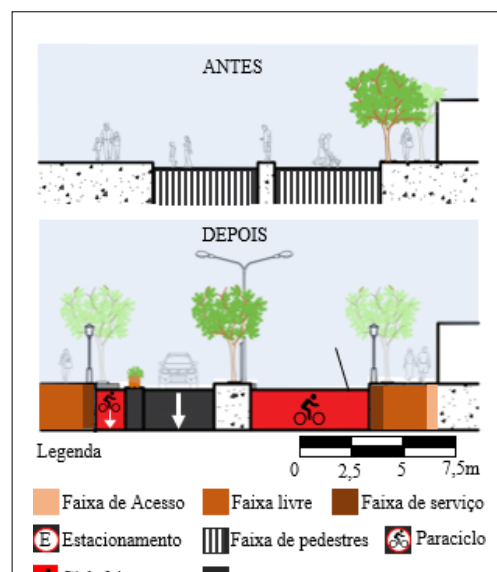 ANTES
DEPOIS
Legenda
0 2,5 5 7,5m
Faixa de Acesso Faixa livre Faixa de serviço
E Estacionamento Faixa de pedestres Paraciclo